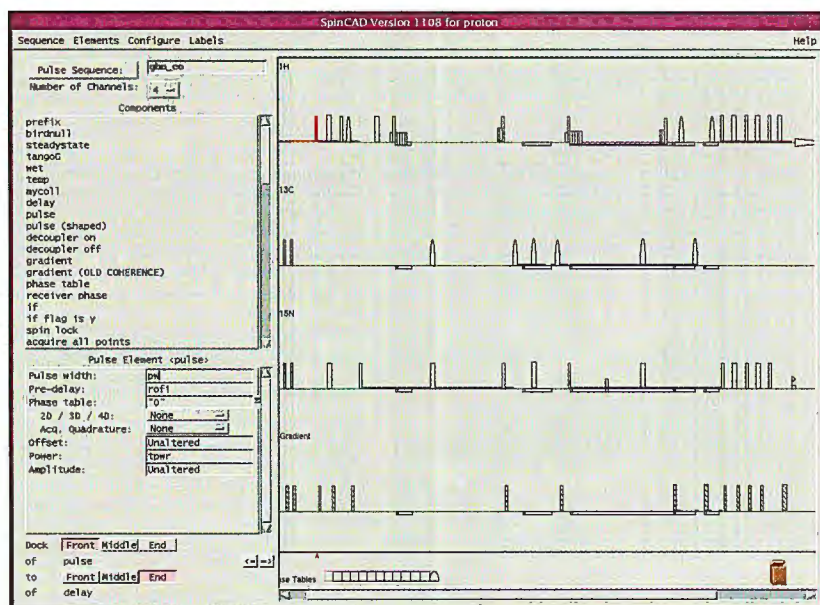 SpinCAD Version 1108 for proton
Sequence Elements Configure Labels Help
Pulse Sequence:
Number of Channels: 4
Components
prefix
birdnull
steadystate
tangoG
wet
temp
mycoll
delay
pulse
pulse (shaped)
decoupler on
decoupler off
gradient
gradient (OLD COHERENCE)
phase table
receiver phase
if
if flag is y
spin lock
acquire all points
Pulse Element <pulse>
Pulse width: pw
Pre-delay: rof1
Phase table: "0"
2D / 3D / 4D: None
Acq. Quadrature: None
Offset: Unaltered
Power: tpwr
Amplitude: Unaltered
Dock Front Middle End
of pulse
to Front Middle End
of delay
<= =>
1H
13C
15N
Gradient
se Tables